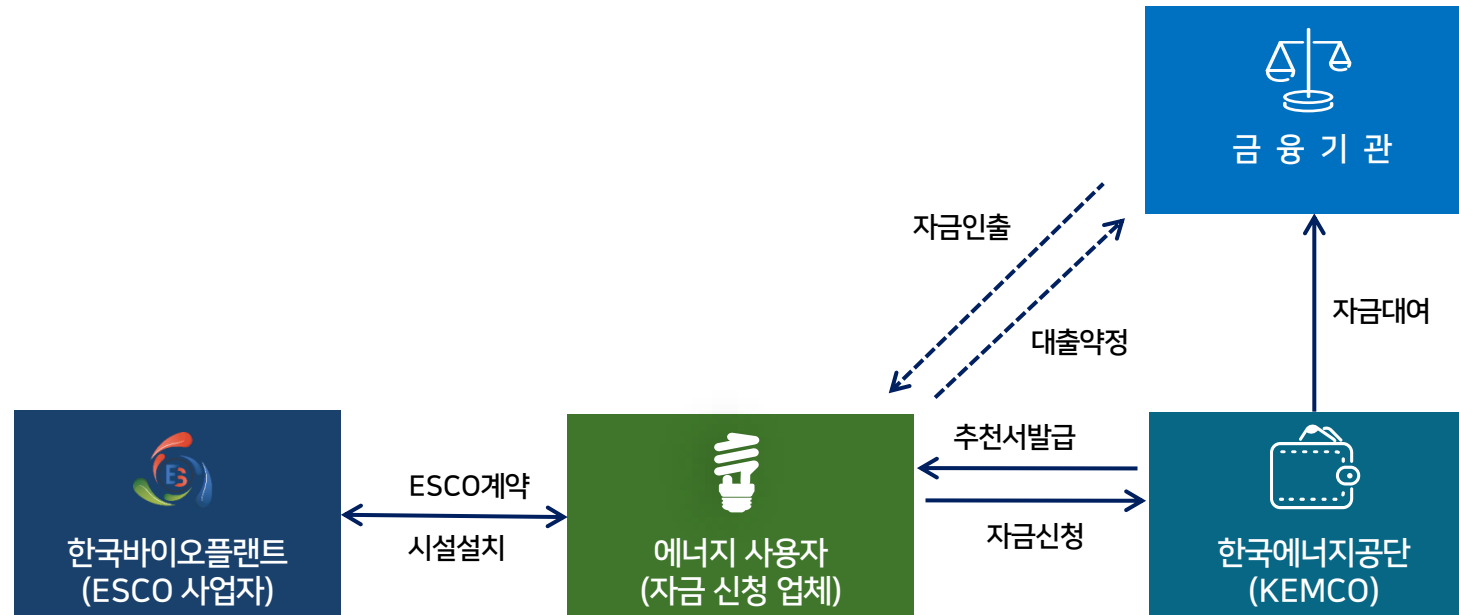 금 융 기 관
자금인출
자금대여
대출약정
추천서발급
ESCO계약
ES
시설설치
자금신청
한국바이오플랜트
(ESCO 사업자)
에너지 사용자
(자금 신청 업체)
한국에너지공단
(KEMCO)